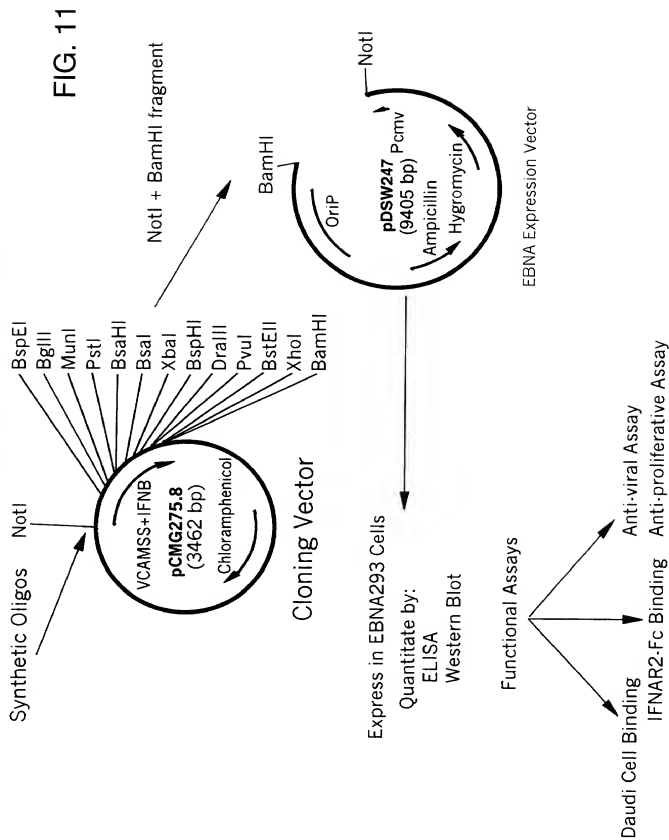 FIG. 11
Synthetic Oligos
NotI
BspEI
BglII
MunI
PstI
BsaHI
BsaI
XbaI
BspHI
DraIII
PvuI
BstEII
XhoI
BamHI
VCAMSS+IFNB
pCMG275.8
(3462 bp)
Chloramphenicol
Cloning Vector
NotI + BamHI fragment
BamHI
NotI
OriP
Pcmv
pDSW247
(9405 bp)
Ampicillin
Hygromycin
EBNA Expression Vector
Express in EBNA293 Cells
Quantitate by:
ELISA
Western Blot
Functional Assays
Daudi Cell Binding
IFNAR2-Fc Binding
Anti-viral Assay
Anti-proliferative Assay